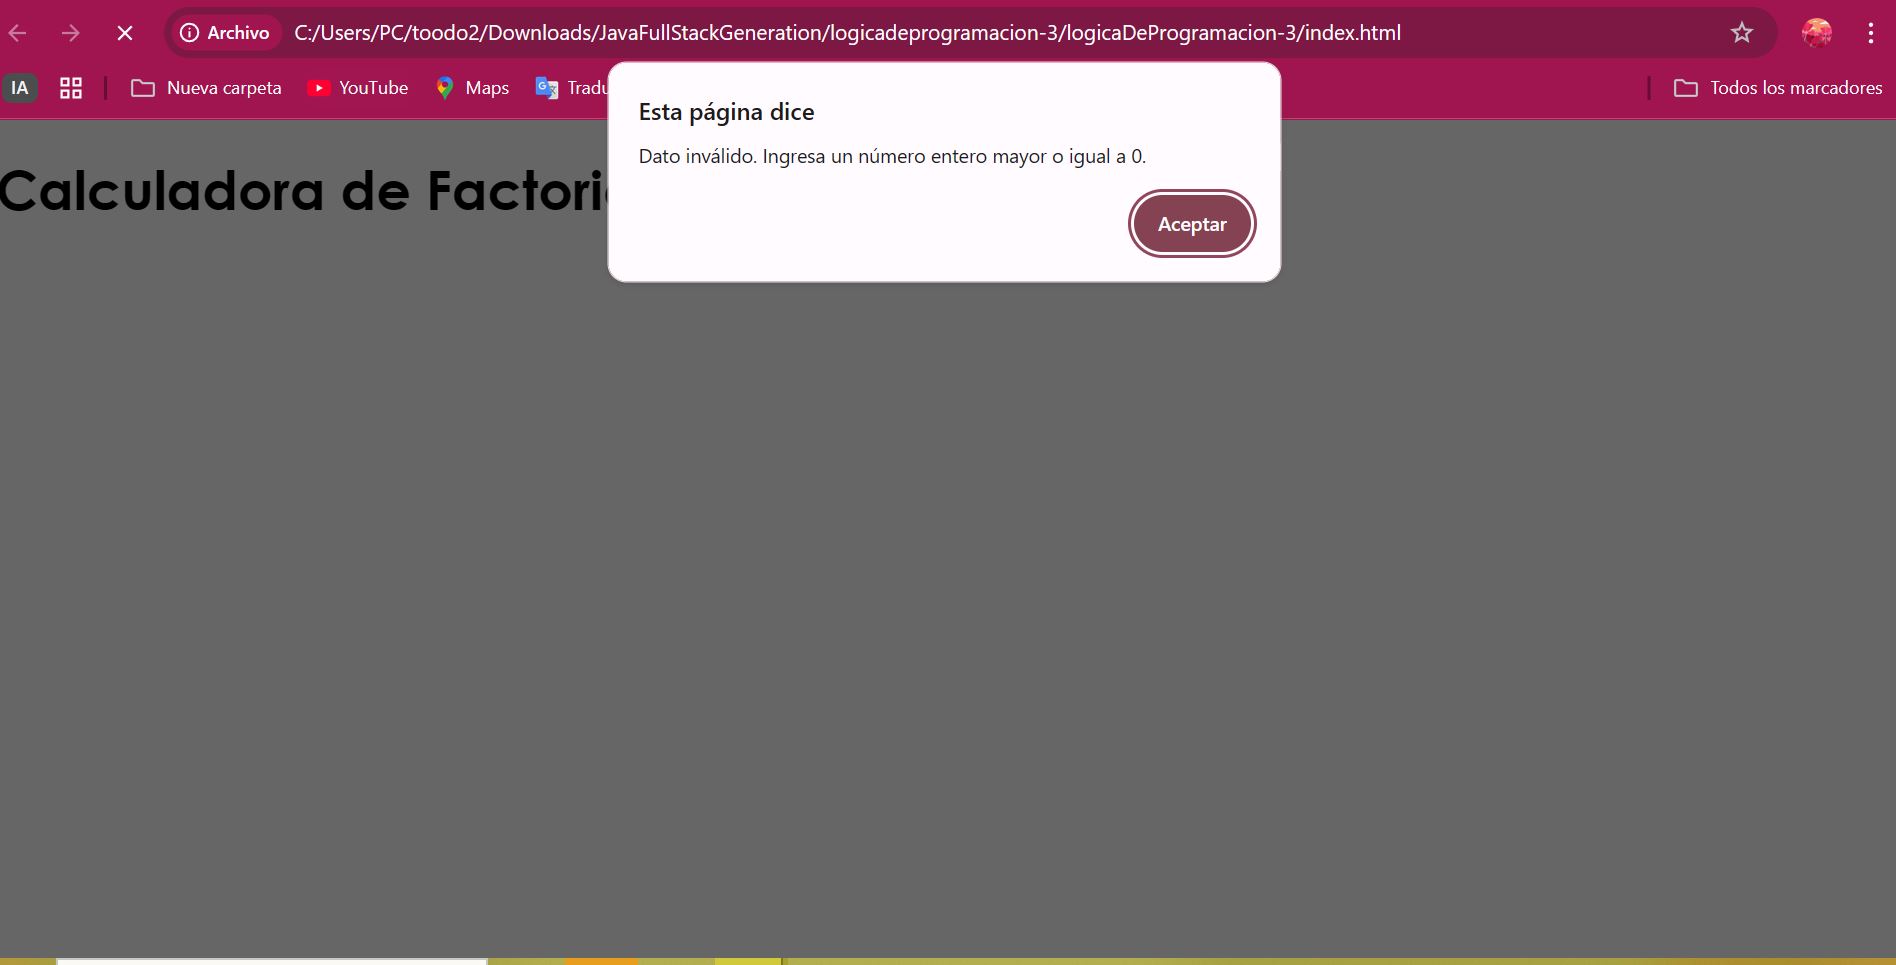 Archivo
C:/Users/PC/toodo2/Downloads/JavaFullStackGeneration/logicadeprogramacion-3/logicaDeProgramacion-3/index.html
IA
Nueva carpeta
YouTube
Maps
Tradu
Todos los marcadores
Esta página dice
Dato inválido. Ingresa un número entero mayor o igual a 0.
Aceptar
Calculadora de Factori